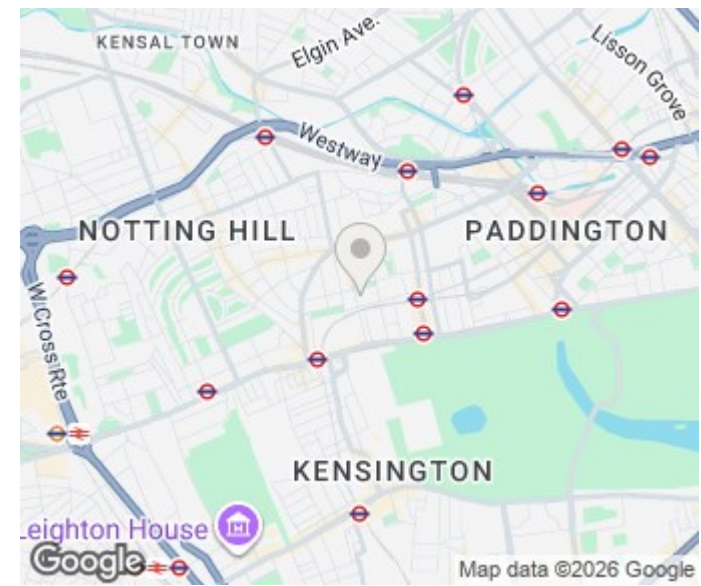 KENSAL TOWN
Elgin Ave.
Lisson Grove
Westway
NOTTING HILL
PADDINGTON
W Cross Rte
KENSINGTON
Leighton House
Google
Map data ©2026 Google